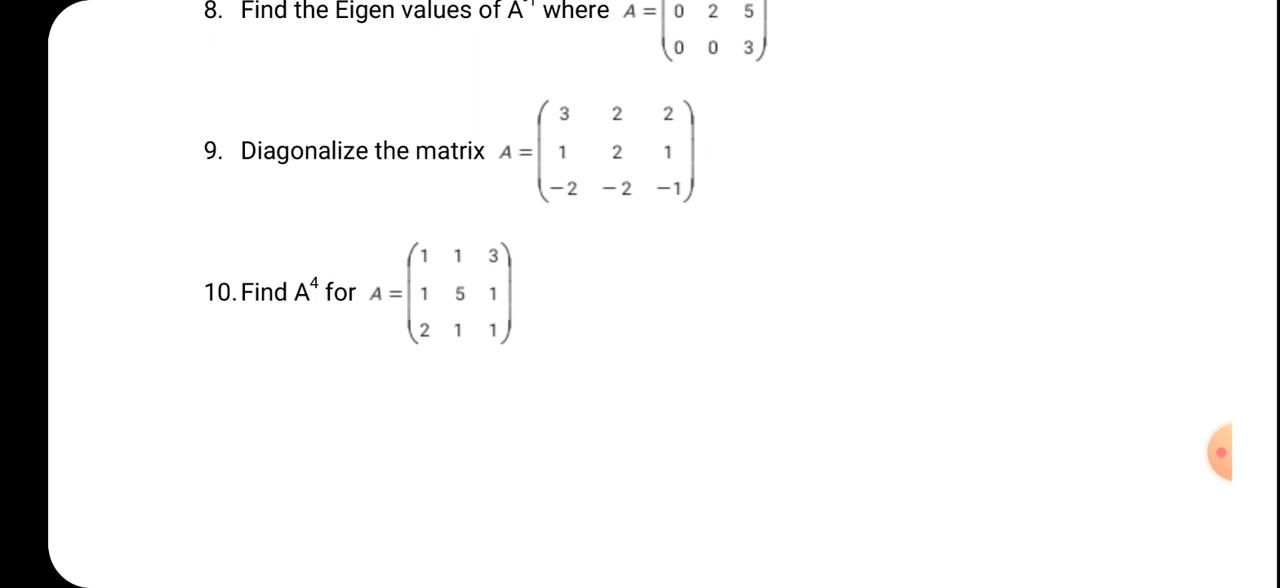 8. Find the Eigen values of A⁻¹ where A = 0 2 5
0 0 3
3 2 2
9. Diagonalize the matrix A = 1 2 1
-2 -2 -1
1 1 3
10. Find A⁴ for A = 1 5 1
2 1 1